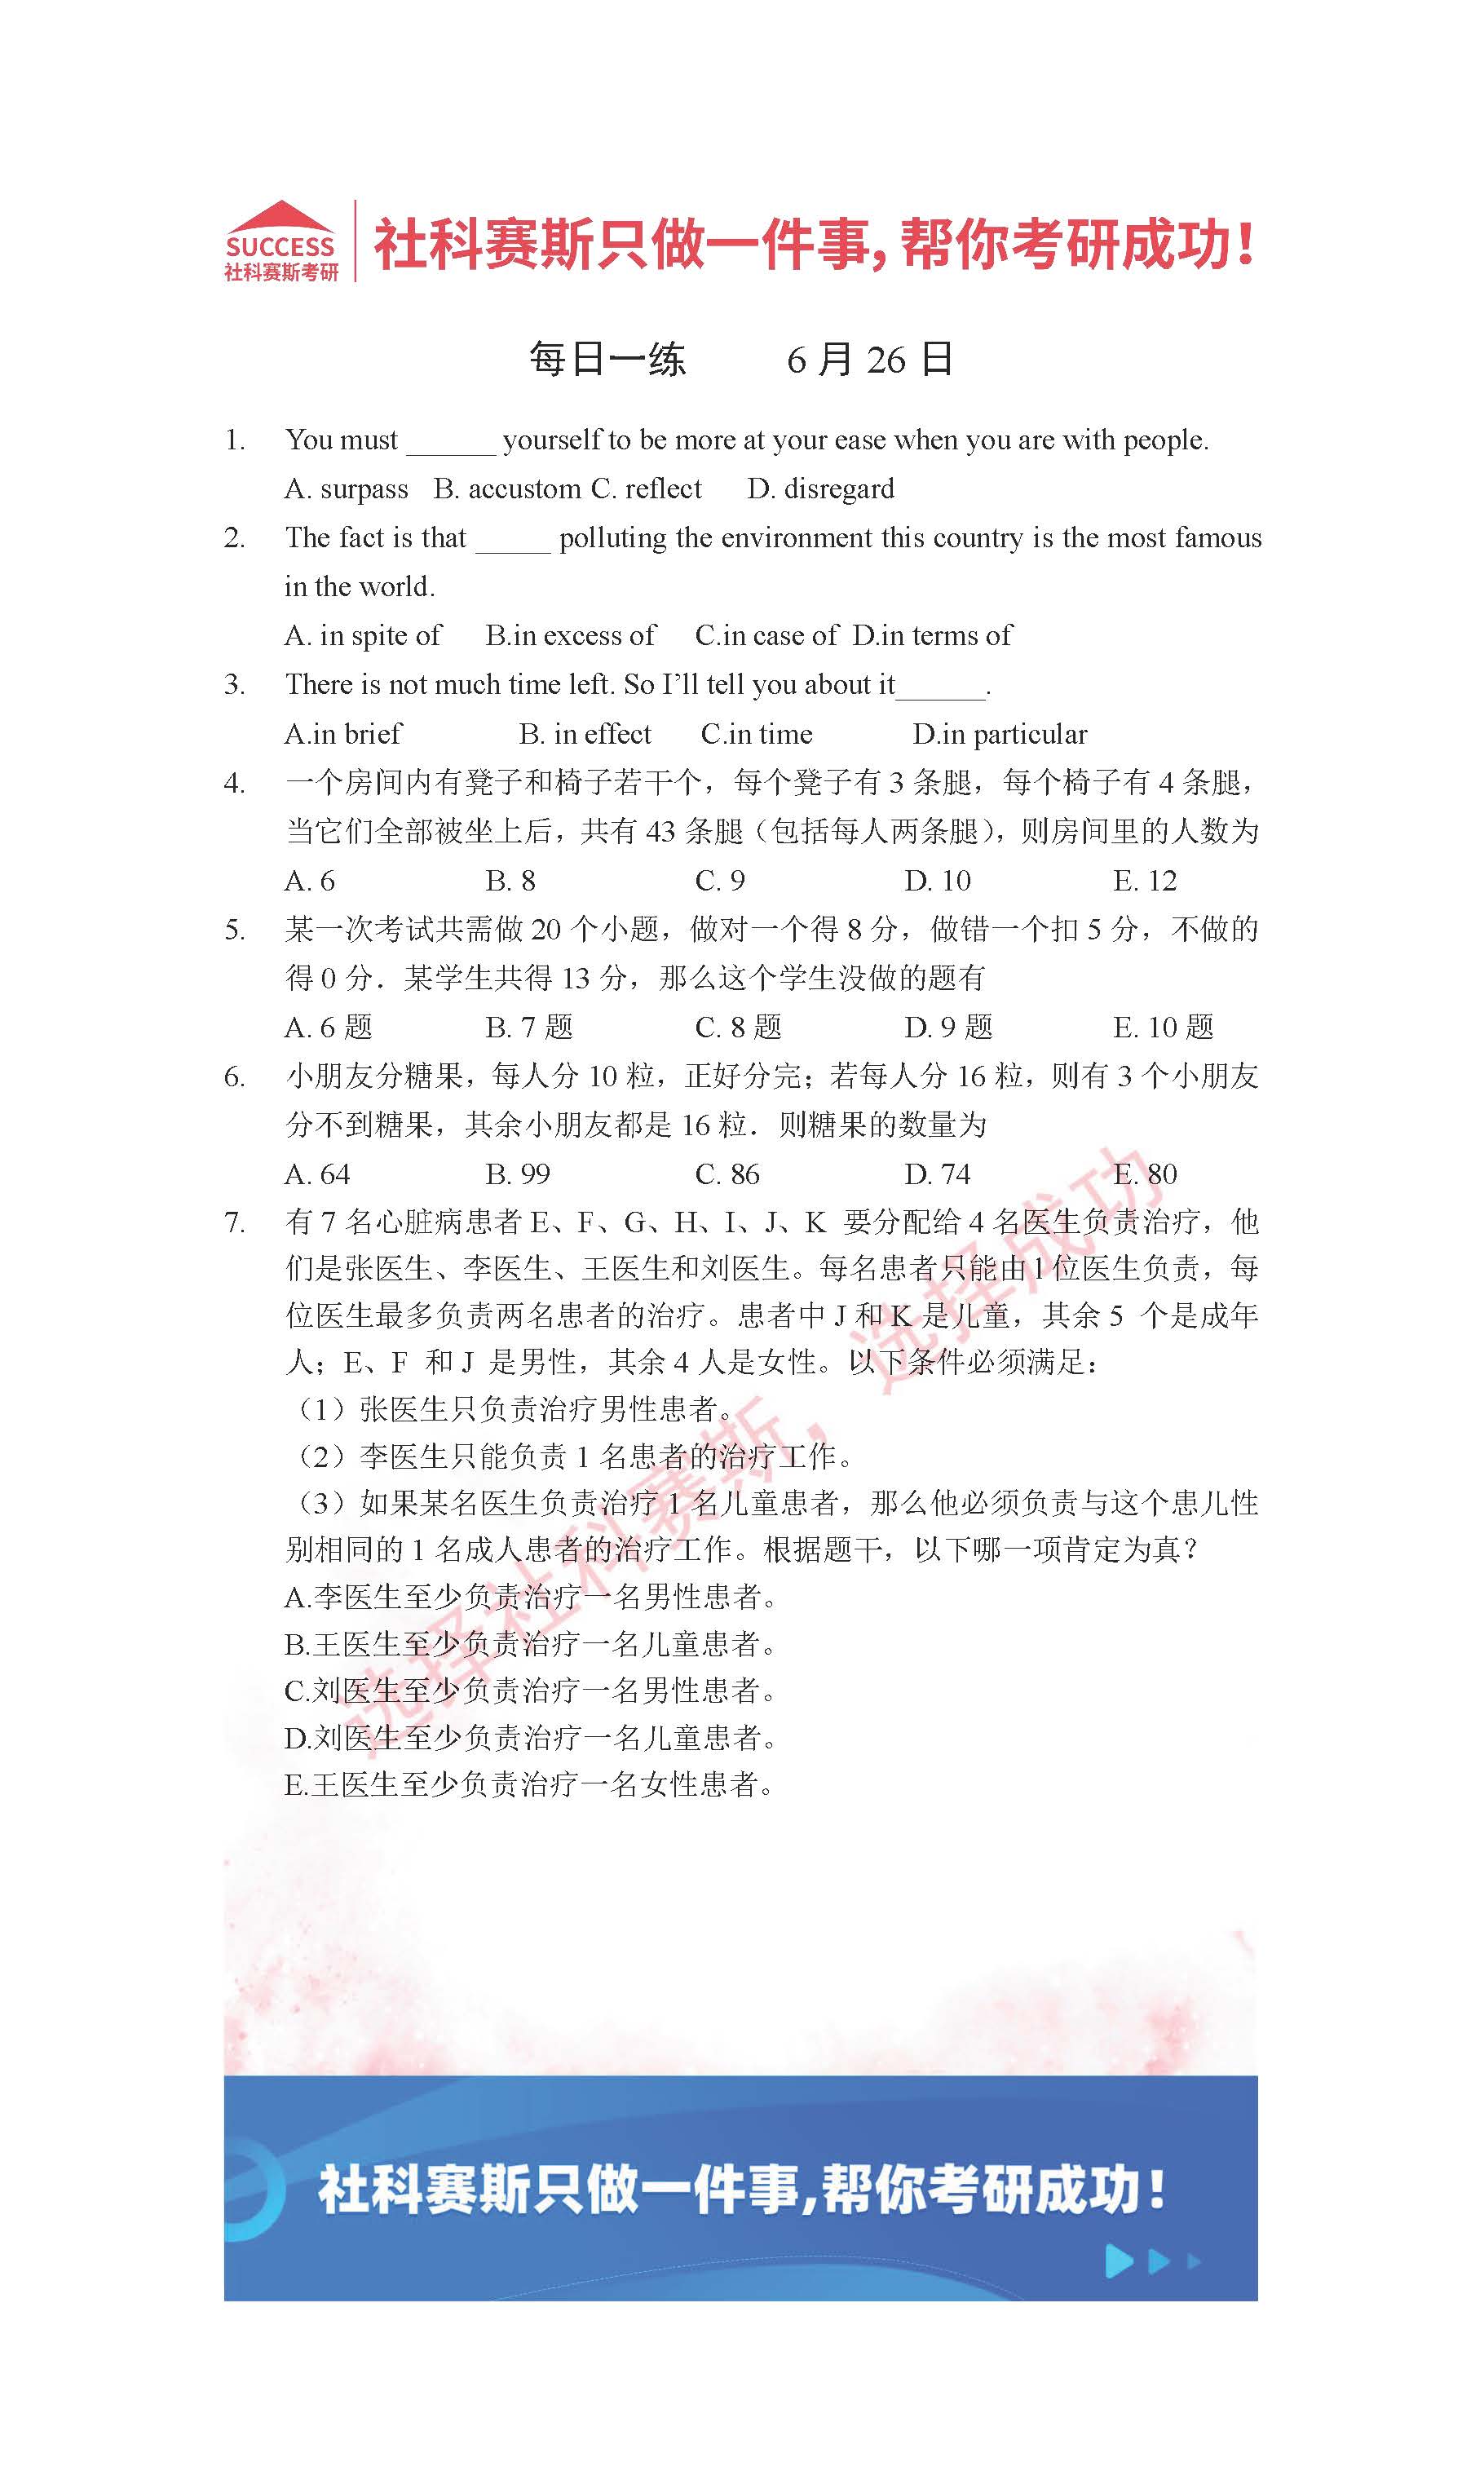 SUCCESS
社科赛斯考研
社科赛斯只做一件事,帮你考研成功!
每日一练 6 月 26 日
1. You must ______ yourself to be more at your ease when you are with people.
A. surpass B. accustom C. reflect D. disregard
2. The fact is that _____ polluting the environment this country is the most famous
in the world.
A. in spite of B.in excess of C.in case of D.in terms of
3. There is not much time left. So I’ll tell you about it______.
A.in brief B. in effect C.in time D.in particular
4. 一个房间内有凳子和椅子若干个，每个凳子有 3 条腿，每个椅子有 4 条腿，
当它们全部被坐上后，共有 43 条腿（包括每人两条腿），则房间里的人数为
A. 6 B. 8 C. 9 D. 10 E. 12
5. 某一次考试共需做 20 个小题，做对一个得 8 分，做错一个扣 5 分，不做的
得 0 分．某学生共得 13 分，那么这个学生没做的题有
A. 6 题 B. 7 题 C. 8 题 D. 9 题 E. 10 题
6. 小朋友分糖果，每人分 10 粒，正好分完；若每人分 16 粒，则有 3 个小朋友
分不到糖果，其余小朋友都是 16 粒．则糖果的数量为
A. 64 B. 99 C. 86 D. 74 E. 80
7. 有 7 名心脏病患者 E、F、G、H、I、J、K 要分配给 4 名医生负责治疗，他
们是张医生、李医生、王医生和刘医生。每名患者只能由 1 位医生负责，每
位医生最多负责两名患者的治疗。患者中 J 和 K 是儿童，其余 5 个是成年
人；E、F 和 J 是男性，其余 4 人是女性。以下条件必须满足：
（1）张医生只负责治疗男性患者。
（2）李医生只能负责 1 名患者的治疗工作。
（3）如果某名医生负责治疗 1 名儿童患者，那么他必须负责与这个患儿性
别相同的 1 名成人患者的治疗工作。根据题干，以下哪一项肯定为真？
A.李医生至少负责治疗一名男性患者。
B.王医生至少负责治疗一名儿童患者。
C.刘医生至少负责治疗一名男性患者。
D.刘医生至少负责治疗一名儿童患者。
E.王医生至少负责治疗一名女性患者。
选择社科赛斯，选择成功
社科赛斯只做一件事,帮你考研成功!